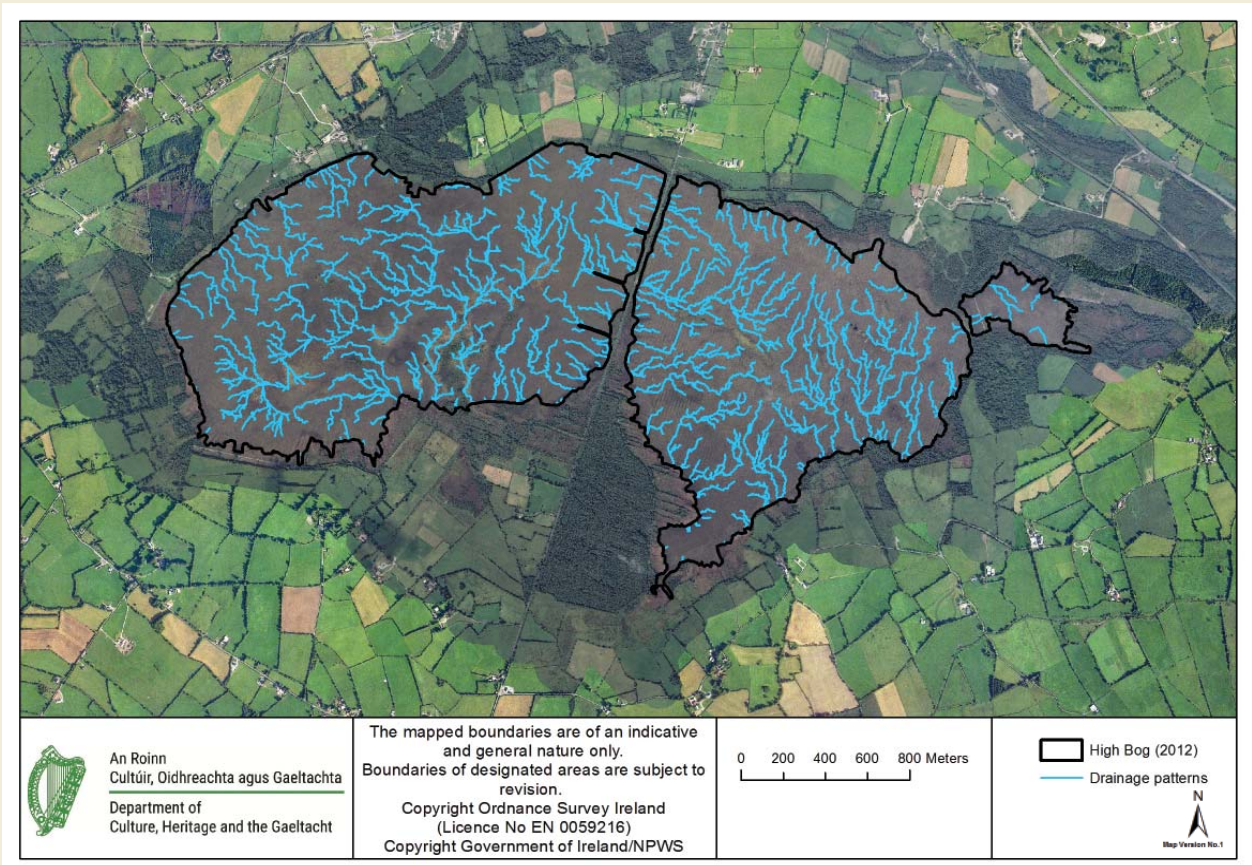 An Roinn
Cultúir, Oidhreachta agus Gaeltachta
Department of
Culture, Heritage and the Gaeltacht
The mapped boundaries are of an indicative
and general nature only.
Boundaries of designated areas are subject to
revision.
Copyright Ordnance Survey Ireland
(Licence No EN 0059216)
Copyright Government of Ireland/NPWS
0 200 400 600 800 Meters
High Bog (2012)
Drainage patterns
N
Map Version No.1